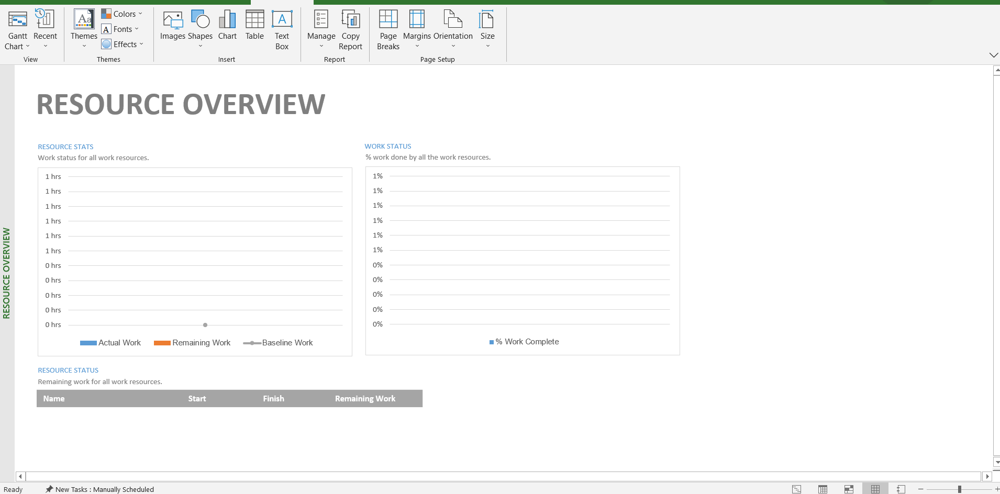 Gantt Chart
Recent
View
Themes
Colors
Fonts
Effects
Themes
Images
Shapes
Chart
Table
Text Box
Insert
Manage
Copy Report
Report
Page Breaks
Margins
Orientation
Size
Page Setup
RESOURCE OVERVIEW
RESOURCE OVERVIEW
RESOURCE STATS
Work status for all work resources.
1 hrs
1 hrs
1 hrs
1 hrs
1 hrs
1 hrs
0 hrs
0 hrs
0 hrs
0 hrs
0 hrs
Actual Work Remaining Work Baseline Work
WORK STATUS
% work done by all the work resources.
1%
1%
1%
1%
1%
1%
0%
0%
0%
0%
0%
% Work Complete
RESOURCE STATUS
Remaining work for all work resources.
Name Start Finish Remaining Work
Ready New Tasks : Manually Scheduled